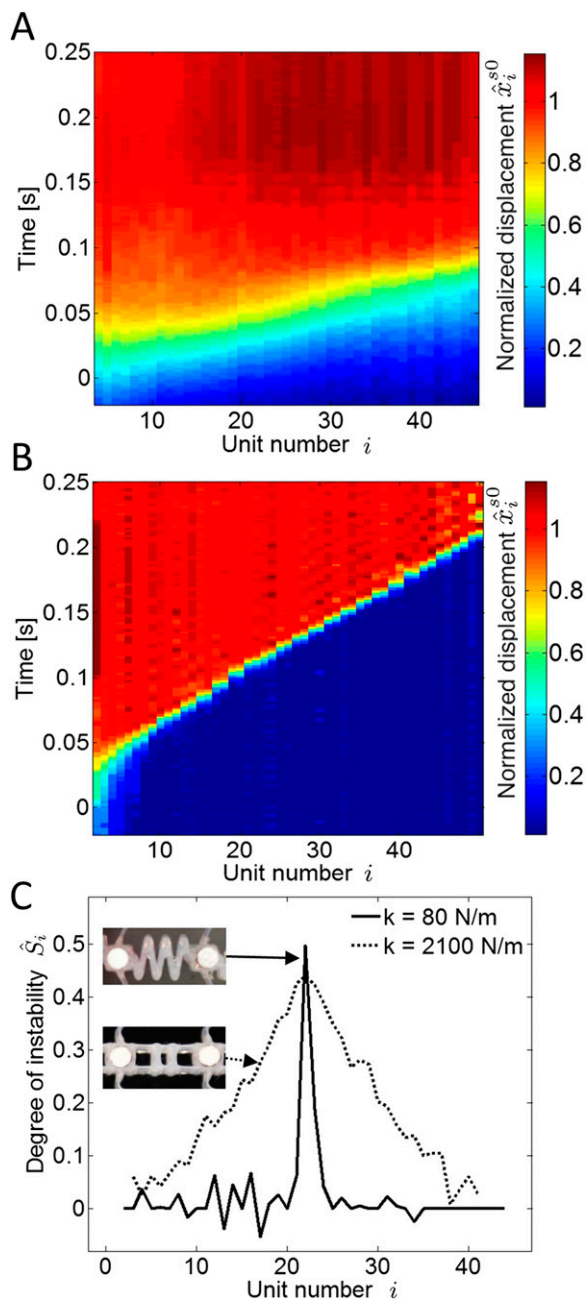 A
0.25
0.2
0.15
0.1
0.05
0
Time [s]
10 20 30 40
Unit number i
1
0.8
0.6
0.4
0.2
Normalized displacement x̂ᵢˢ⁰
B
0.25
0.2
0.15
0.1
0.05
0
Time [s]
10 20 30 40
Unit number i
1
0.8
0.6
0.4
0.2
Normalized displacement x̂ᵢˢ⁰
C
k = 80 N/m
k = 2100 N/m
0.5
0.4
0.3
0.2
0.1
0
Degree of instability Ŝᵢ
0 10 20 30 40
Unit number i